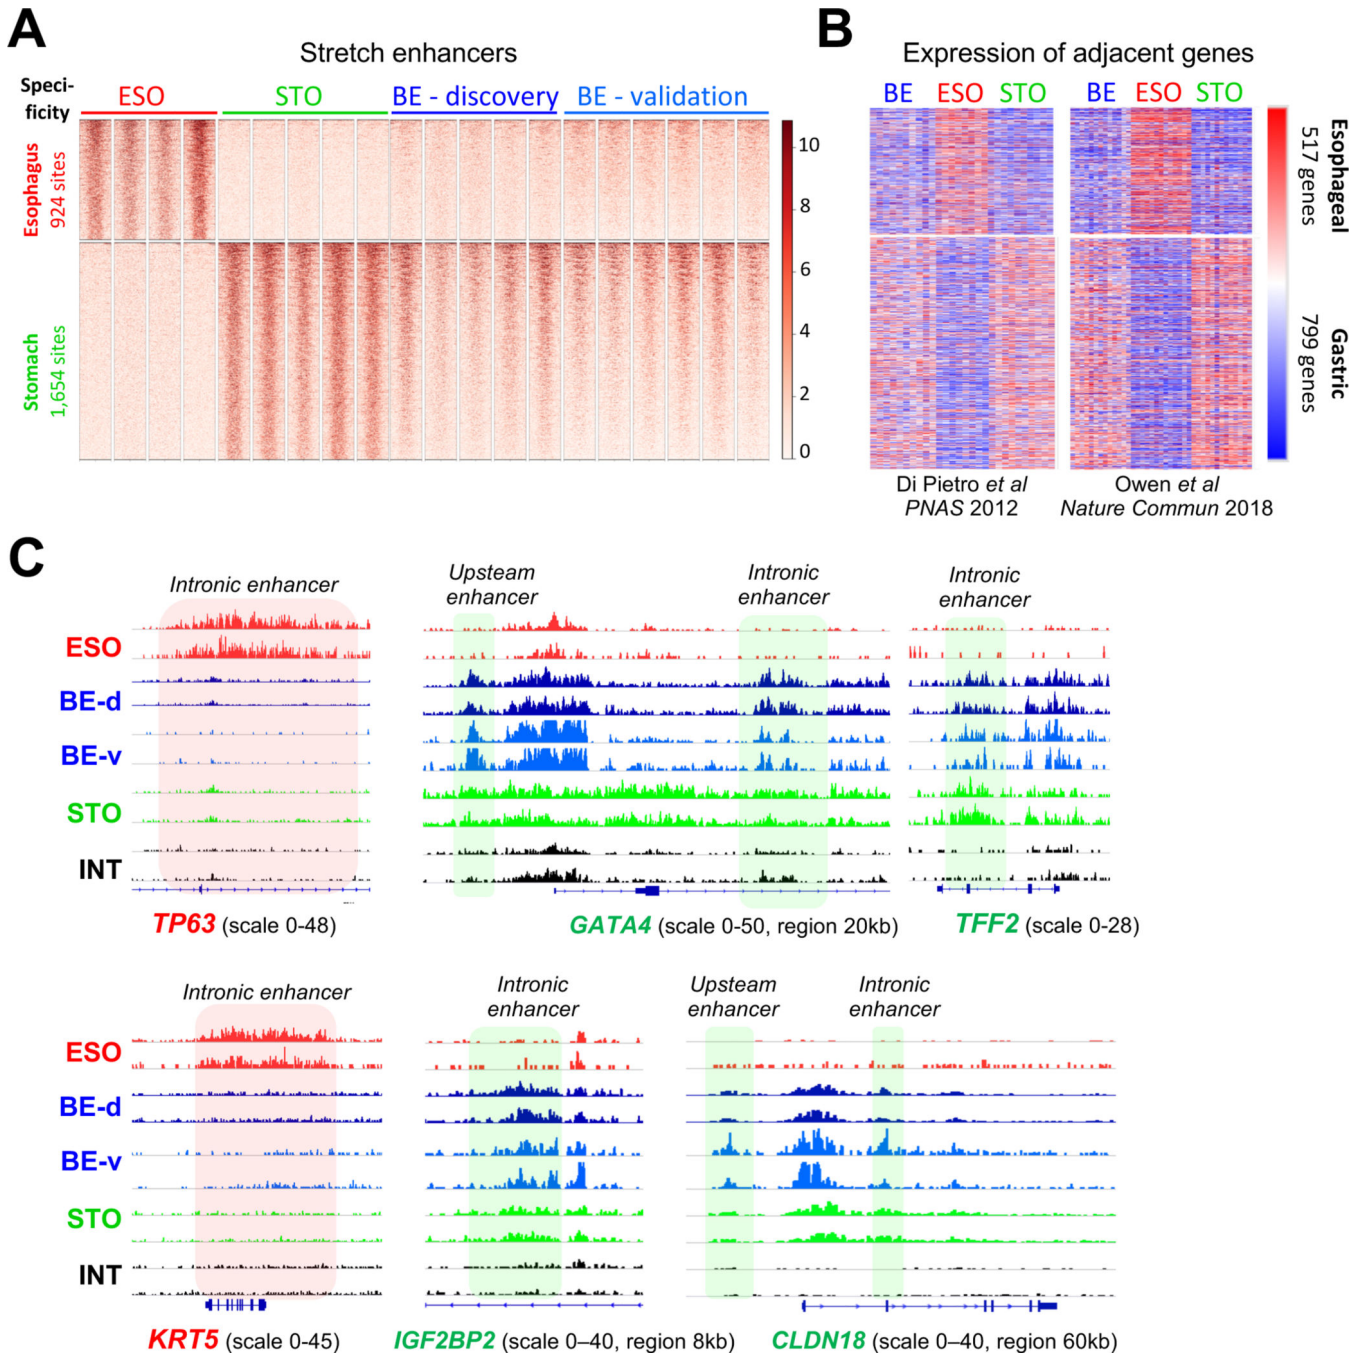 A
Stretch enhancers
Speci-
ficity
ESO
STO
BE - discovery
BE - validation
Esophagus
924 sites
Stomach
1,654 sites
10
8
6
4
2
0
B
Expression of adjacent genes
BE
ESO
STO
BE
ESO
STO
Esophageal
517 genes
Gastric
799 genes
Di Pietro et al
PNAS 2012
Owen et al
Nature Commun 2018
C
Intronic enhancer
Upsteam
enhancer
Intronic
enhancer
Intronic
enhancer
ESO
BE-d
BE-v
STO
INT
TP63 (scale 0-48)
GATA4 (scale 0-50, region 20kb)
TFF2 (scale 0-28)
Intronic enhancer
Intronic
enhancer
Upsteam
enhancer
Intronic
enhancer
ESO
BE-d
BE-v
STO
INT
KRT5 (scale 0-45)
IGF2BP2 (scale 0–40, region 8kb)
CLDN18 (scale 0–40, region 60kb)